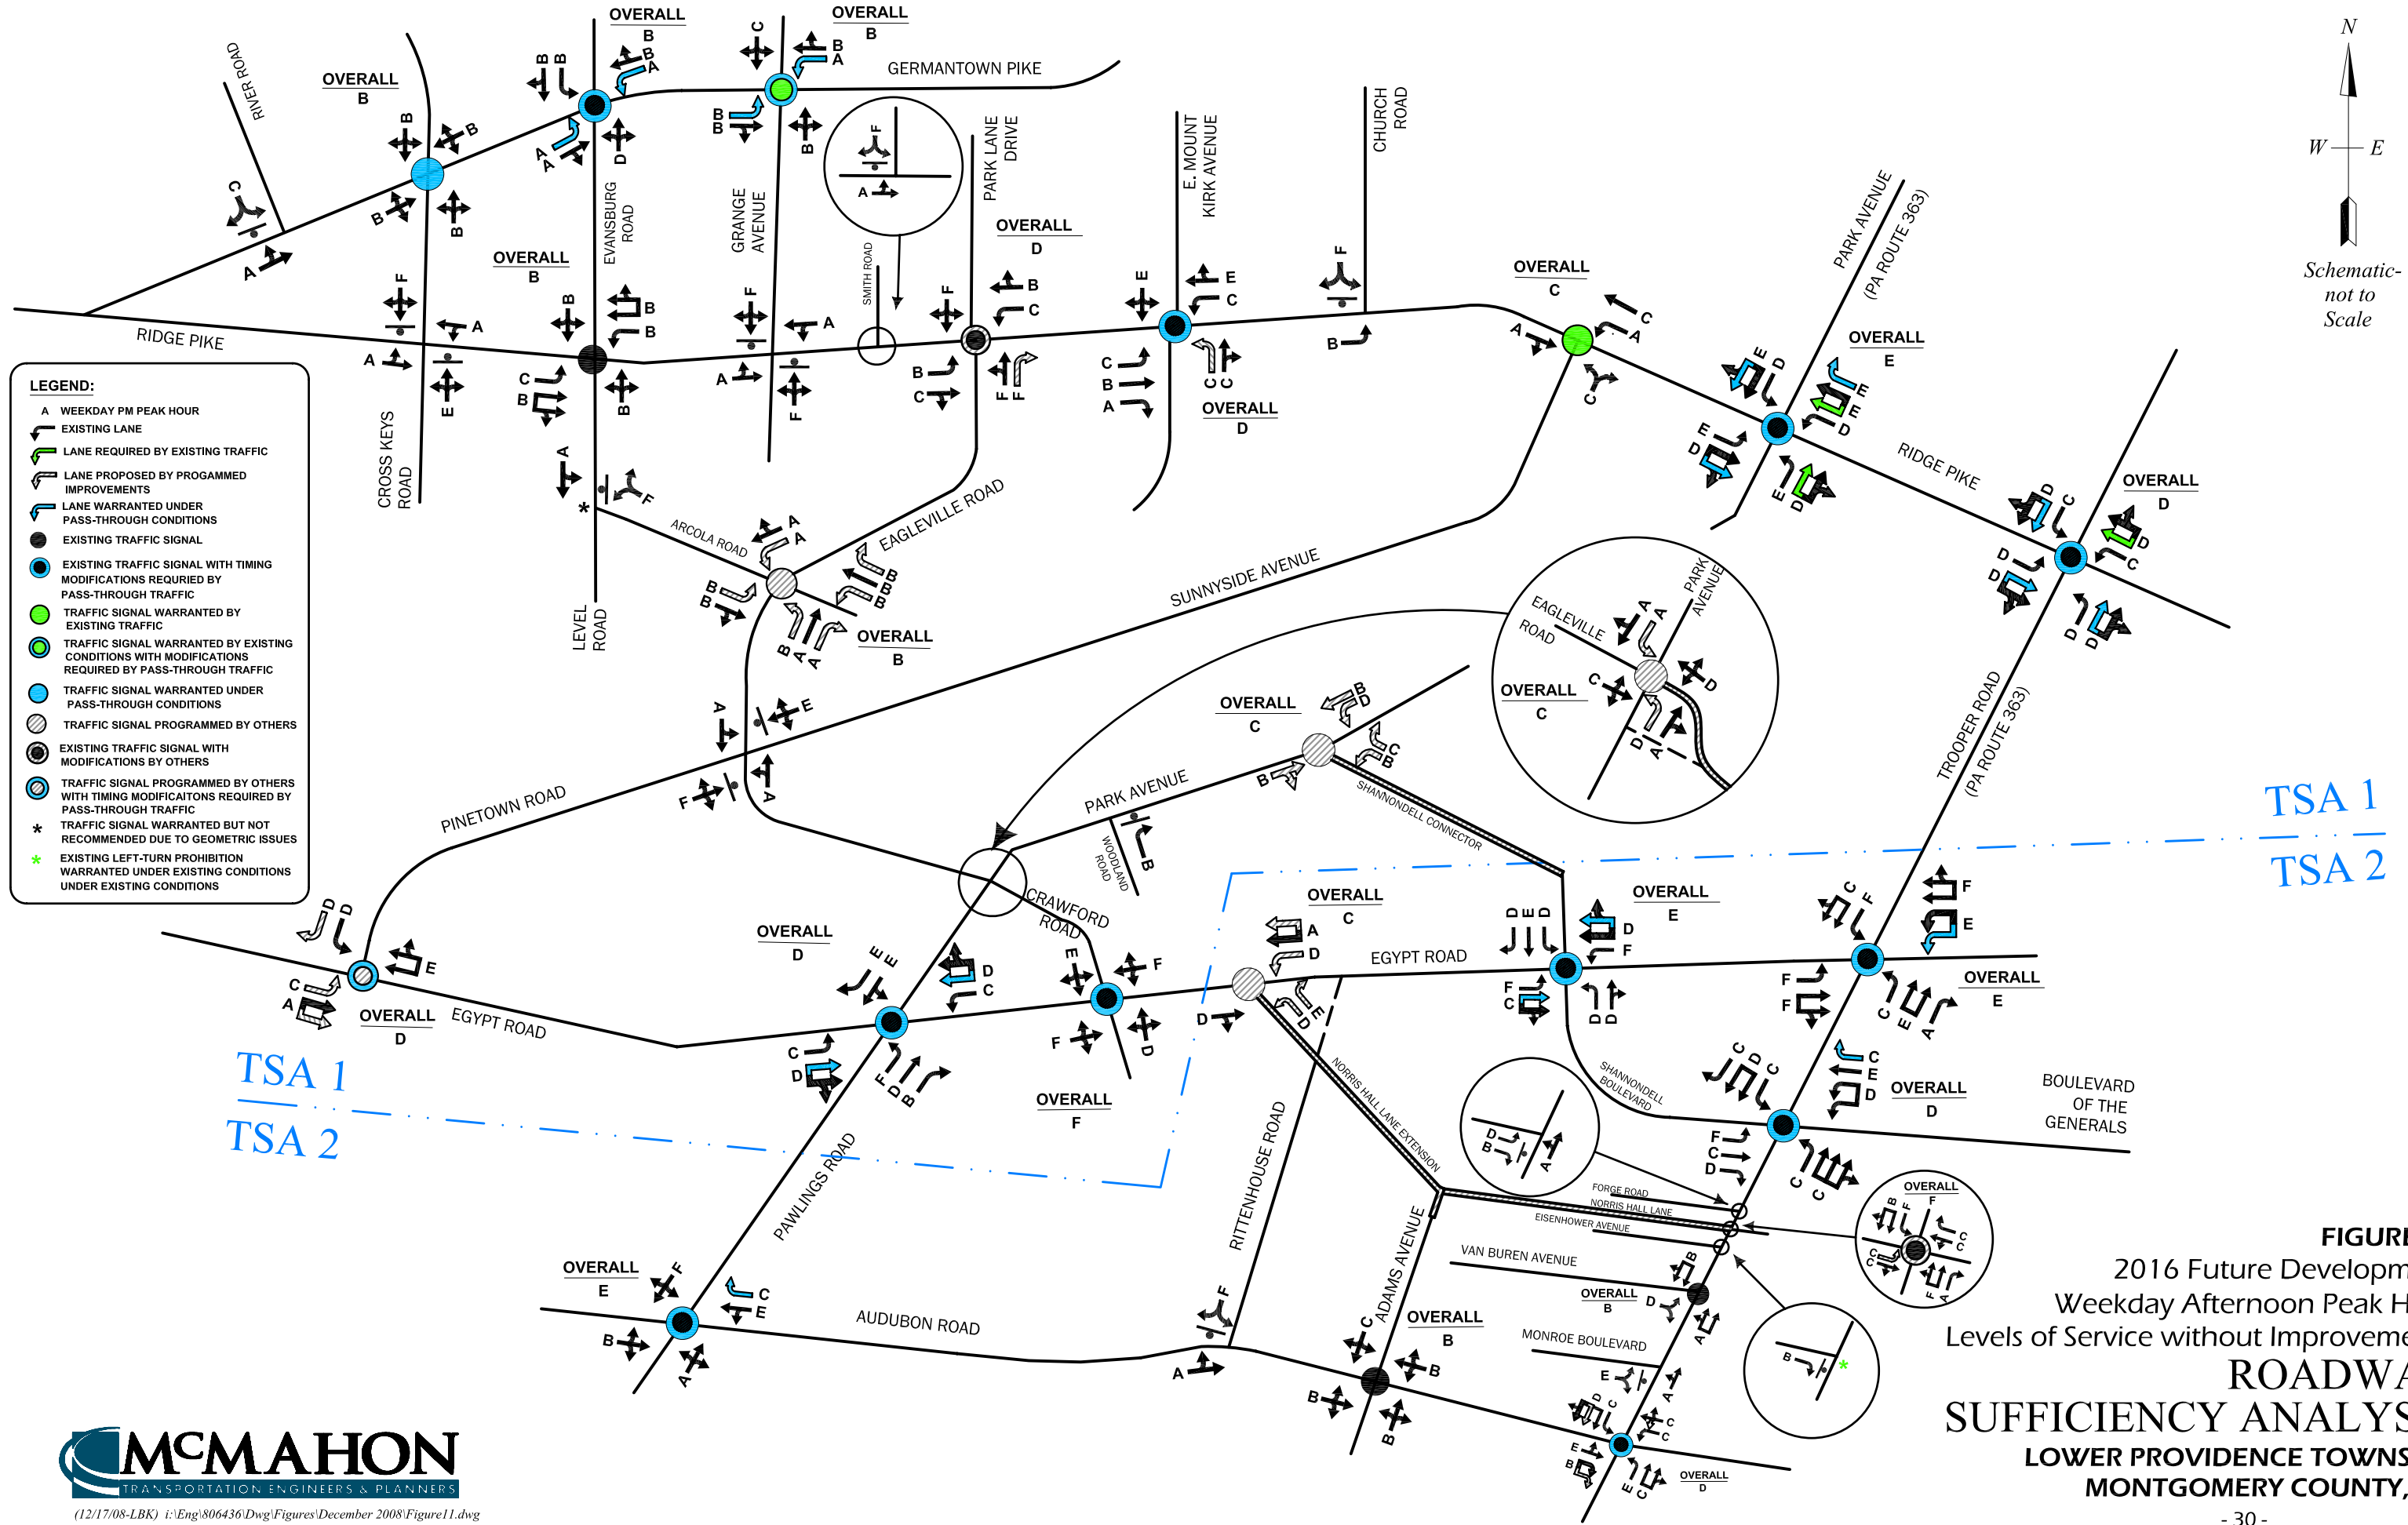 OVERALL
B
OVERALL
B
OVERALL
B
GERMANTOWN PIKE
RIVER ROAD
EVANSBURG
ROAD
GRANGE
AVENUE
PARK LANE
DRIVE
E. MOUNT
KIRK AVENUE
CHURCH
ROAD
PARK AVENUE
(PA ROUTE 363)
N
W
E
Schematic-
not to
Scale
OVERALL
B
SMITH ROAD
OVERALL
D
OVERALL
C
OVERALL
E
OVERALL
D
RIDGE PIKE
RIDGE PIKE
OVERALL
D
LEGEND:
A WEEKDAY PM PEAK HOUR
EXISTING LANE
LANE REQUIRED BY EXISTING TRAFFIC
LANE PROPOSED BY PROGAMMED
IMPROVEMENTS
LANE WARRANTED UNDER
PASS-THROUGH CONDITIONS
EXISTING TRAFFIC SIGNAL
EXISTING TRAFFIC SIGNAL WITH TIMING
MODIFICATIONS REQURIED BY
PASS-THROUGH TRAFFIC
TRAFFIC SIGNAL WARRANTED BY
EXISTING TRAFFIC
TRAFFIC SIGNAL WARRANTED BY EXISTING
CONDITIONS WITH MODIFICATIONS
REQUIRED BY PASS-THROUGH TRAFFIC
TRAFFIC SIGNAL WARRANTED UNDER
PASS-THROUGH CONDITIONS
TRAFFIC SIGNAL PROGRAMMED BY OTHERS
EXISTING TRAFFIC SIGNAL WITH
MODIFICATIONS BY OTHERS
TRAFFIC SIGNAL PROGRAMMED BY OTHERS
WITH TIMING MODIFICAITONS REQUIRED BY
PASS-THROUGH TRAFFIC
* TRAFFIC SIGNAL WARRANTED BUT NOT
RECOMMENDED DUE TO GEOMETRIC ISSUES
* EXISTING LEFT-TURN PROHIBITION
WARRANTED UNDER EXISTING CONDITIONS
UNDER EXISTING CONDITIONS
CROSS KEYS
ROAD
ARCOLA ROAD
EAGLEVILLE ROAD
LEVEL
ROAD
OVERALL
B
SUNNYSIDE AVENUE
EAGLEVILLE
ROAD
PARK
AVENUE
OVERALL
C
TROOPER ROAD
(PA ROUTE 363)
OVERALL
C
PARK AVENUE
PINETOWN ROAD
SHANNONDELL CONNECTOR
WOODLAND
ROAD
TSA 1
TSA 2
CRAWFORD
ROAD
OVERALL
D
OVERALL
C
OVERALL
E
OVERALL
E
EGYPT ROAD
EGYPT ROAD
OVERALL
D
TSA 1
TSA 2
OVERALL
F
NORRIS HALL LANE EXTENSION
SHANNONDELL
BOULEVARD
OVERALL
D
BOULEVARD
OF THE
GENERALS
PAWLINGS ROAD
RITTENHOUSE ROAD
FORGE ROAD
NORRIS HALL LANE
EISENHOWER AVENUE
VAN BUREN AVENUE
OVERALL
B
MONROE BOULEVARD
OVERALL
F
ADAMS AVENUE
OVERALL
E
AUDUBON ROAD
OVERALL
B
OVERALL
D
FIGURE
2016 Future Developm
Weekday Afternoon Peak H
Levels of Service without Improveme
ROADWA
SUFFICIENCY ANALYS
LOWER PROVIDENCE TOWNS
MONTGOMERY COUNTY,
- 30 -
McMAHON
TRANSPORTATION ENGINEERS & PLANNERS
(12/17/08-LBK) i:\Eng\806436\Dwg\Figures\December 2008\Figure11.dwg